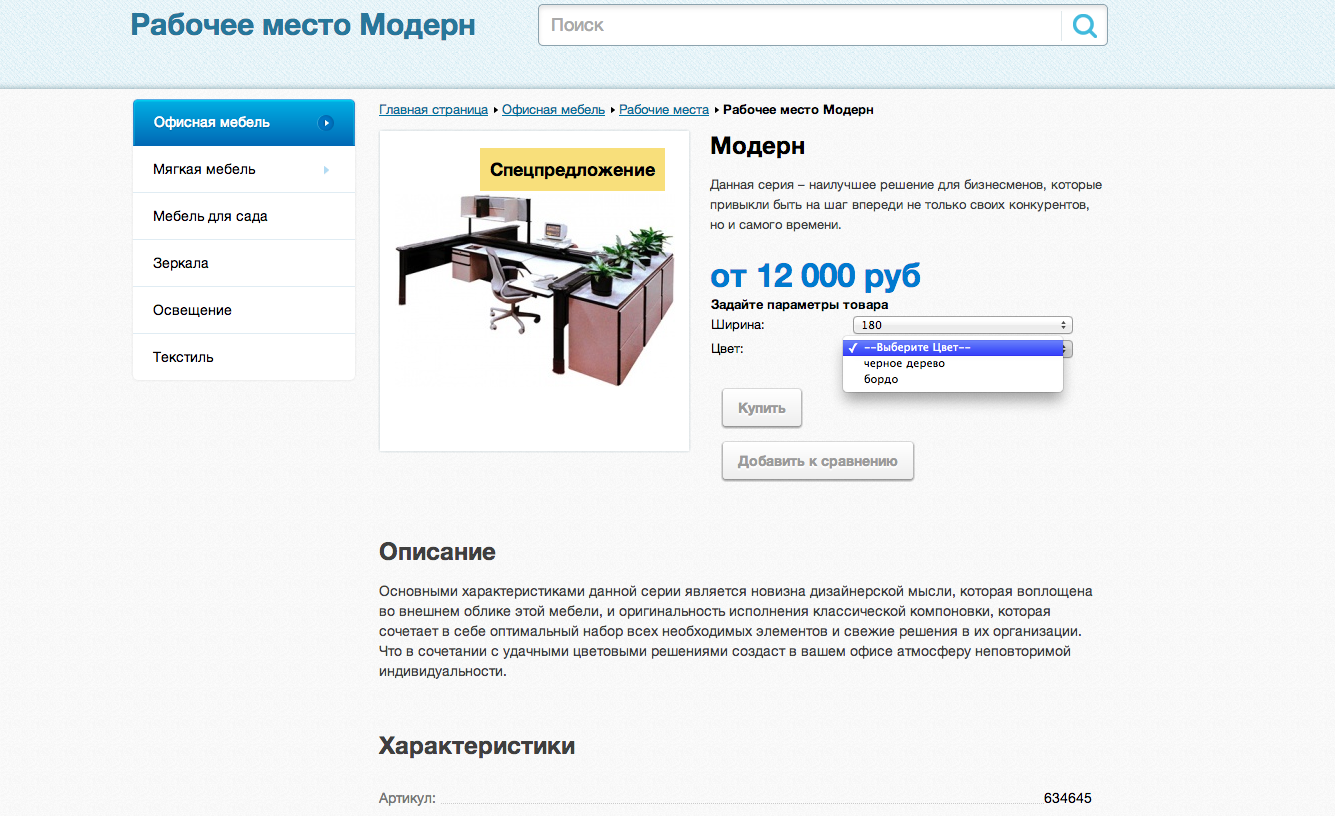 Рабочее место Модерн
Поиск
Офисная мебель
Мягкая мебель
Мебель для сада
Зеркала
Освещение
Текстиль
Главная страница Офисная мебель Рабочие места Рабочее место Модерн
Спецпредложение
Модерн
Данная серия – наилучшее решение для бизнесменов, которые
привыкли быть на шаг впереди не только своих конкурентов,
но и самого времени.
от 12 000 руб
Задайте параметры товара
Ширина: 180
Цвет: --Выберите Цвет--
черное дерево
бордо
Купить
Добавить к сравнению
Описание
Основными характеристиками данной серии является новизна дизайнерской мысли, которая воплощена
во внешнем облике этой мебели, и оригинальность исполнения классической компоновки, которая
сочетает в себе оптимальный набор всех необходимых элементов и свежие решения в их организации.
Что в сочетании с удачными цветовыми решениями создаст в вашем офисе атмосферу неповторимой
индивидуальности.
Характеристики
Артикул: 634645